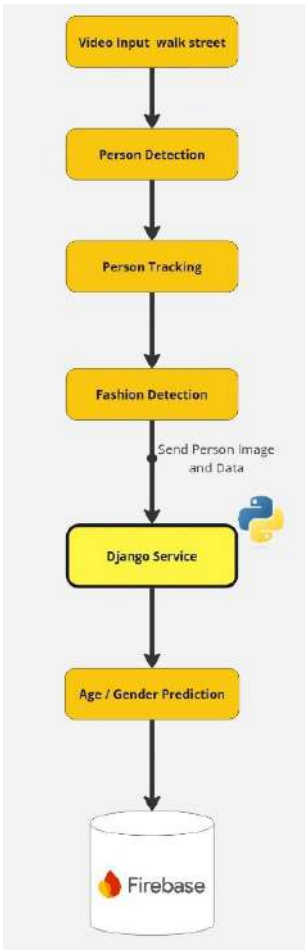 Video Input walk street
Person Detection
Person Tracking
Fashion Detection
Send Person Image
and Data
Django Service
Age / Gender Prediction
Firebase